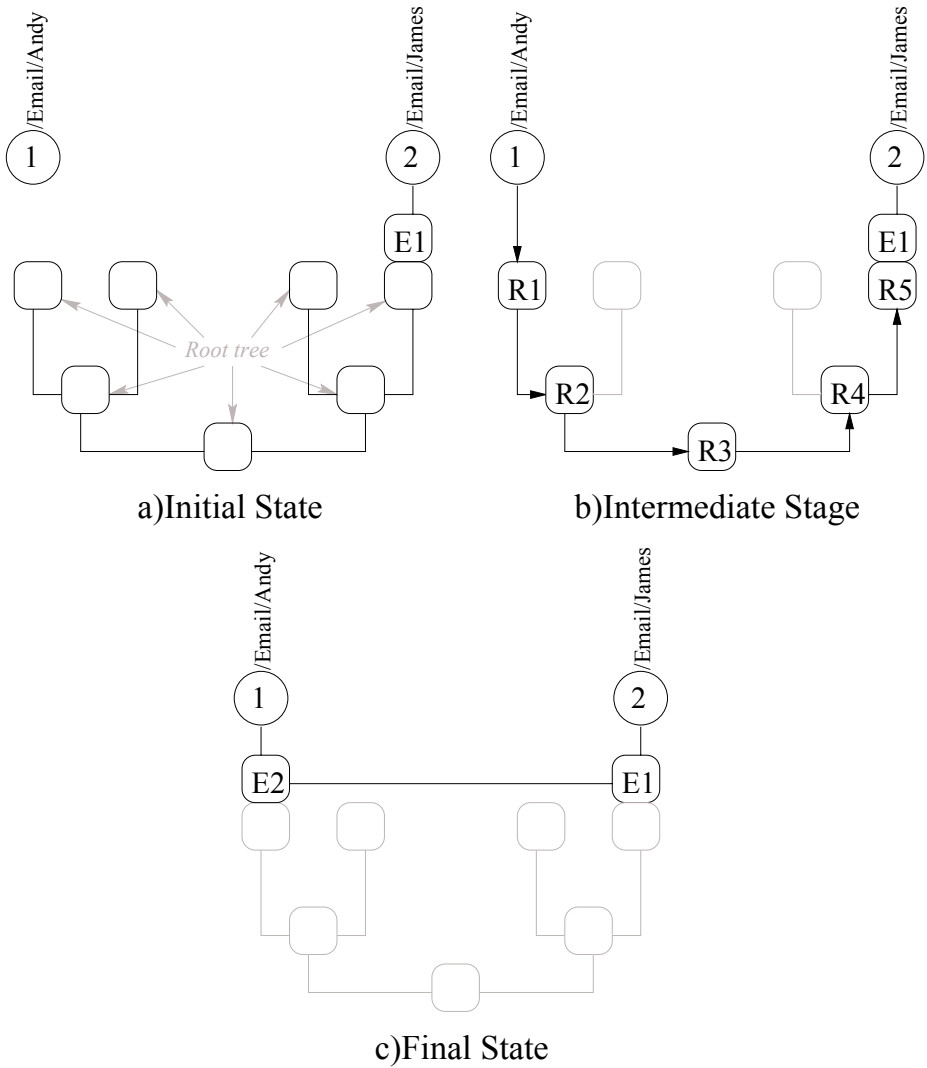 /Email/Andy
/Email/James
1
2
E1
Root tree
a)Initial State
/Email/Andy
/Email/James
1
2
E1
R1
R5
R2
R4
R3
b)Intermediate Stage
/Email/Andy
/Email/James
1
2
E2
E1
c)Final State